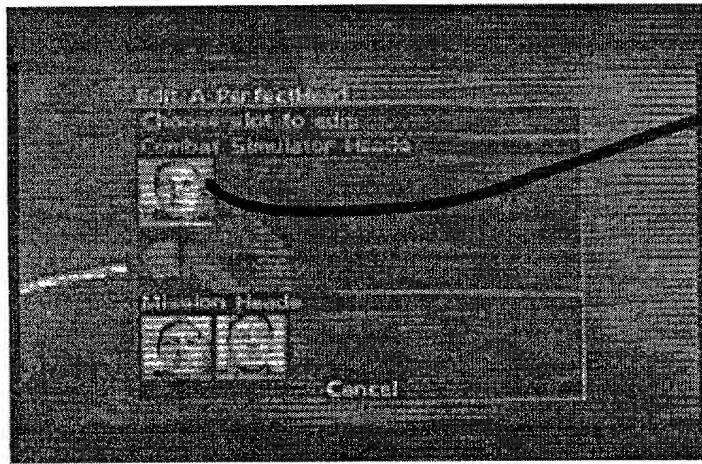 Edit A PerfectHead
Choose slot to edit
Combat Simulator Heads
Mission Heads
Cancel